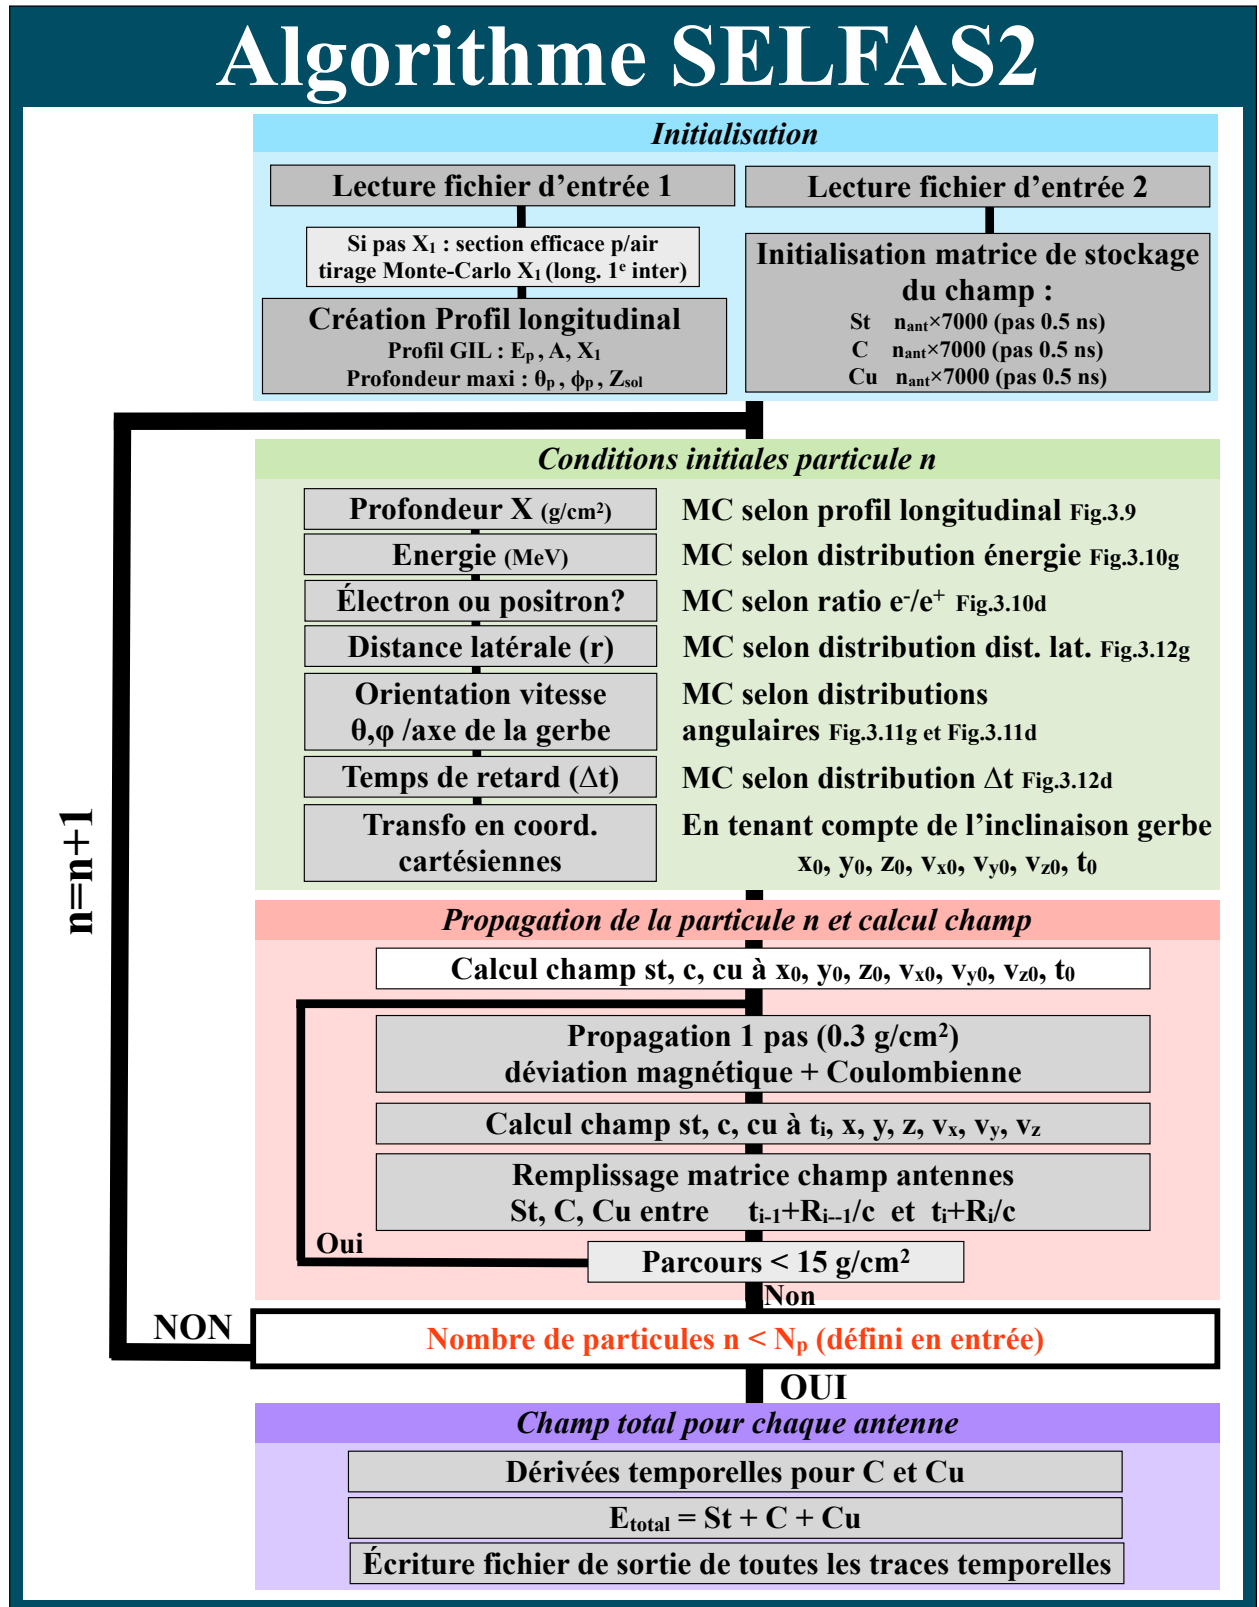 Algorithme SELFAS2
Initialisation
Lecture fichier d'entrée 1
Si pas X₁ : section efficace p/air
tirage Monte-Carlo X₁ (long. 1ᵉ inter)
Création Profil longitudinal
Profil GIL : Eₚ , A, X₁
Profondeur maxi : θₚ , ϕₚ , Zsol
Lecture fichier d'entrée 2
Initialisation matrice de stockage
du champ :
St nant×7000 (pas 0.5 ns)
C nant×7000 (pas 0.5 ns)
Cu nant×7000 (pas 0.5 ns)
n=n+1
Conditions initiales particule n
Profondeur X (g/cm²) MC selon profil longitudinal Fig.3.9
Energie (MeV) MC selon distribution énergie Fig.3.10g
Électron ou positron? MC selon ratio e⁻/e⁺ Fig.3.10d
Distance latérale (r) MC selon distribution dist. lat. Fig.3.12g
Orientation vitesse MC selon distributions
θ,φ /axe de la gerbe angulaires Fig.3.11g et Fig.3.11d
Temps de retard (Δt) MC selon distribution Δt Fig.3.12d
Transfo en coord. En tenant compte de l'inclinaison gerbe
cartésiennes x₀, y₀, z₀, vx₀, vy₀, vz₀, t₀
Propagation de la particule n et calcul champ
Calcul champ st, c, cu à x₀, y₀, z₀, vx₀, vy₀, vz₀, t₀
Propagation 1 pas (0.3 g/cm²)
déviation magnétique + Coulombienne
Calcul champ st, c, cu à tᵢ, x, y, z, vx, vy, vz
Remplissage matrice champ antennes
St, C, Cu entre tᵢ₋₁+Rᵢ₋₋₁/c et tᵢ+Rᵢ/c
Oui
Parcours < 15 g/cm²
Non
NON
Nombre de particules n < Nₚ (défini en entrée)
OUI
Champ total pour chaque antenne
Dérivées temporelles pour C et Cu
Etotal = St + C + Cu
Écriture fichier de sortie de toutes les traces temporelles